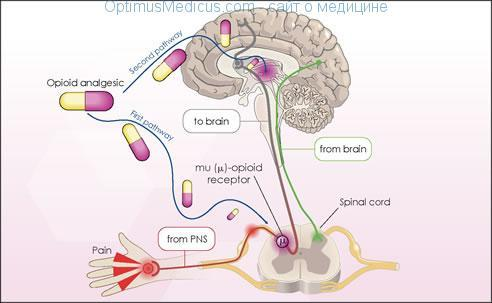 OptimusMedicus.com - сайт о медицине
Second pathway
Opioid analgesic
First pathway
to brain
from brain
mu (μ)-opioid
receptor
Spinal cord
Pain
from PNS
μ